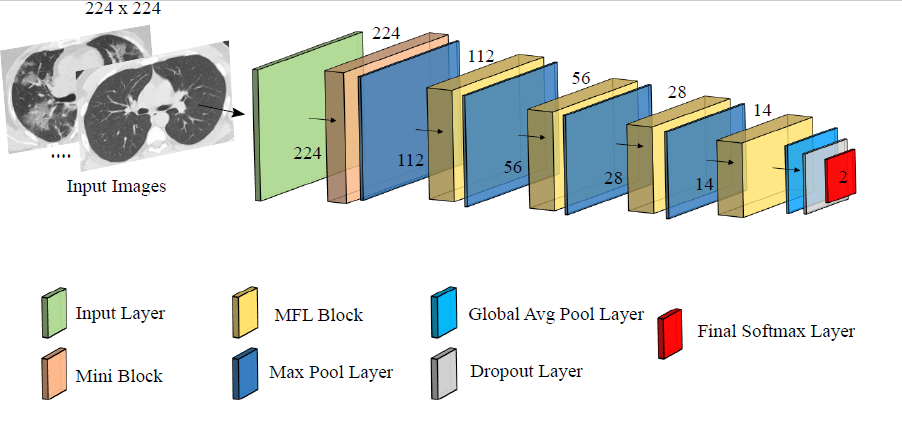 224 x 224
....
Input Images
224
224
112
112
56
56
28
28
14
14
2
Input Layer
MFL Block
Global Avg Pool Layer
Final Softmax Layer
Mini Block
Max Pool Layer
Dropout Layer